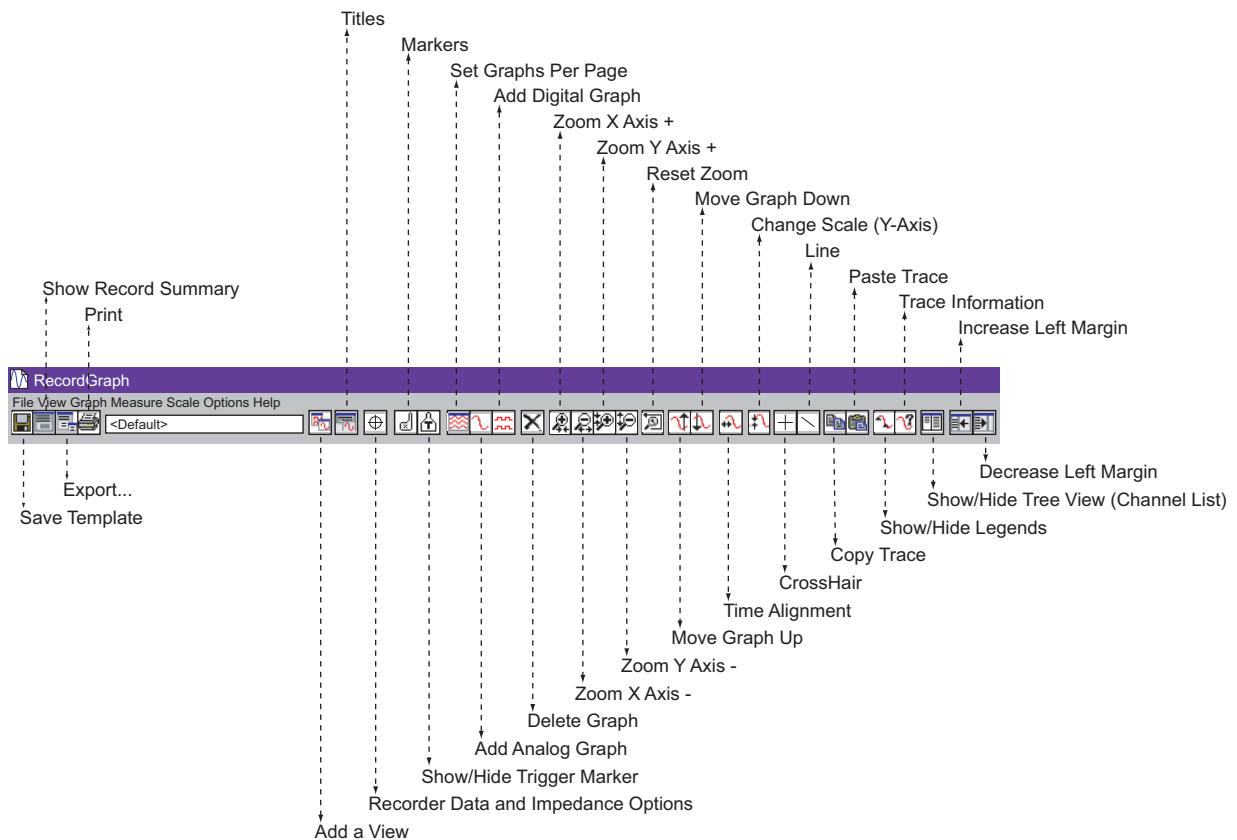 Titles
Markers
Set Graphs Per Page
Add Digital Graph
Zoom X Axis +
Zoom Y Axis +
Reset Zoom
Move Graph Down
Change Scale (Y-Axis)
Line
Paste Trace
Show Record Summary
Trace Information
Print
Increase Left Margin
RecordGraph
File View Graph Measure Scale Options Help
<Default>
Decrease Left Margin
Export...
Show/Hide Tree View (Channel List)
Save Template
Show/Hide Legends
Copy Trace
CrossHair
Time Alignment
Move Graph Up
Zoom Y Axis -
Zoom X Axis -
Delete Graph
Add Analog Graph
Show/Hide Trigger Marker
Recorder Data and Impedance Options
Add a View